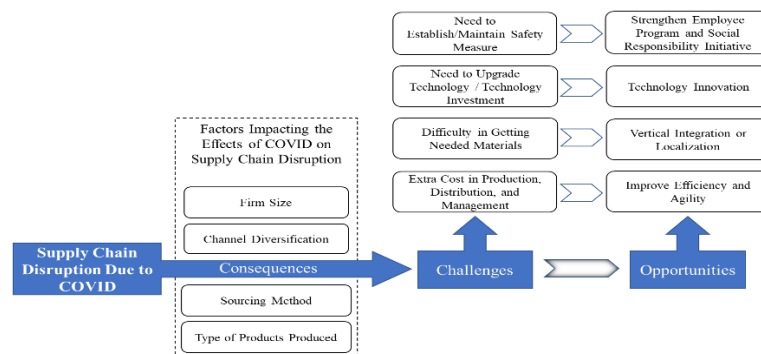 Need to
Establish/Maintain Safety
Measure
Strengthen Employee
Program and Social
Responsibility Initiative
Need to Upgrade
Technology / Technology
Investment
Technology Innovation
Factors Impacting the
Effects of COVID on
Supply Chain Disruption
Difficulty in Getting
Needed Materials
Vertical Integration or
Localization
Firm Size
Extra Cost in Production,
Distribution, and
Management
Improve Efficiency and
Agility
Channel Diversification
Supply Chain
Disruption Due to
COVID
Consequences
Challenges
Opportunities
Sourcing Method
Type of Products Produced